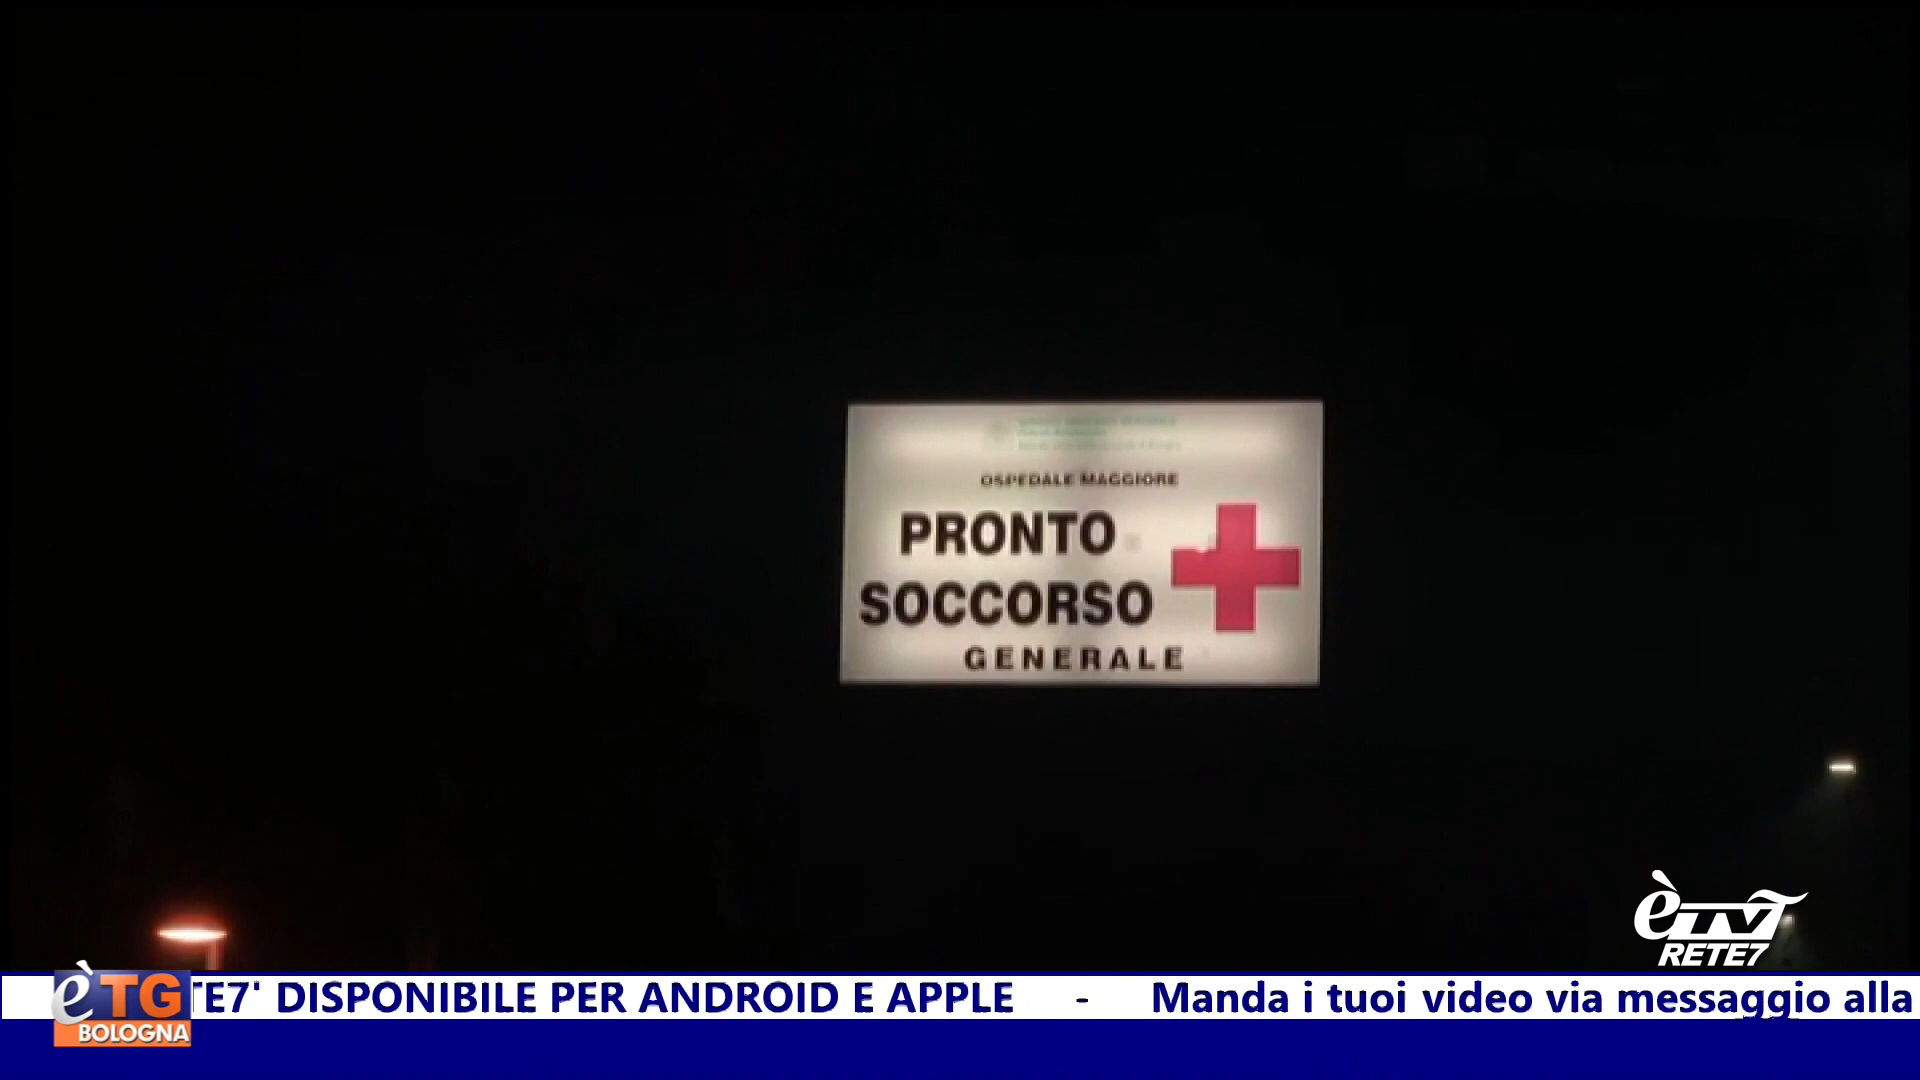 OSPEDALE MAGGIORE
PRONTO
SOCCORSO
GENERALE
èTV
RETE7
èTG
BOLOGNA
TE7' DISPONIBILE PER ANDROID E APPLE - Manda i tuoi video via messaggio alla